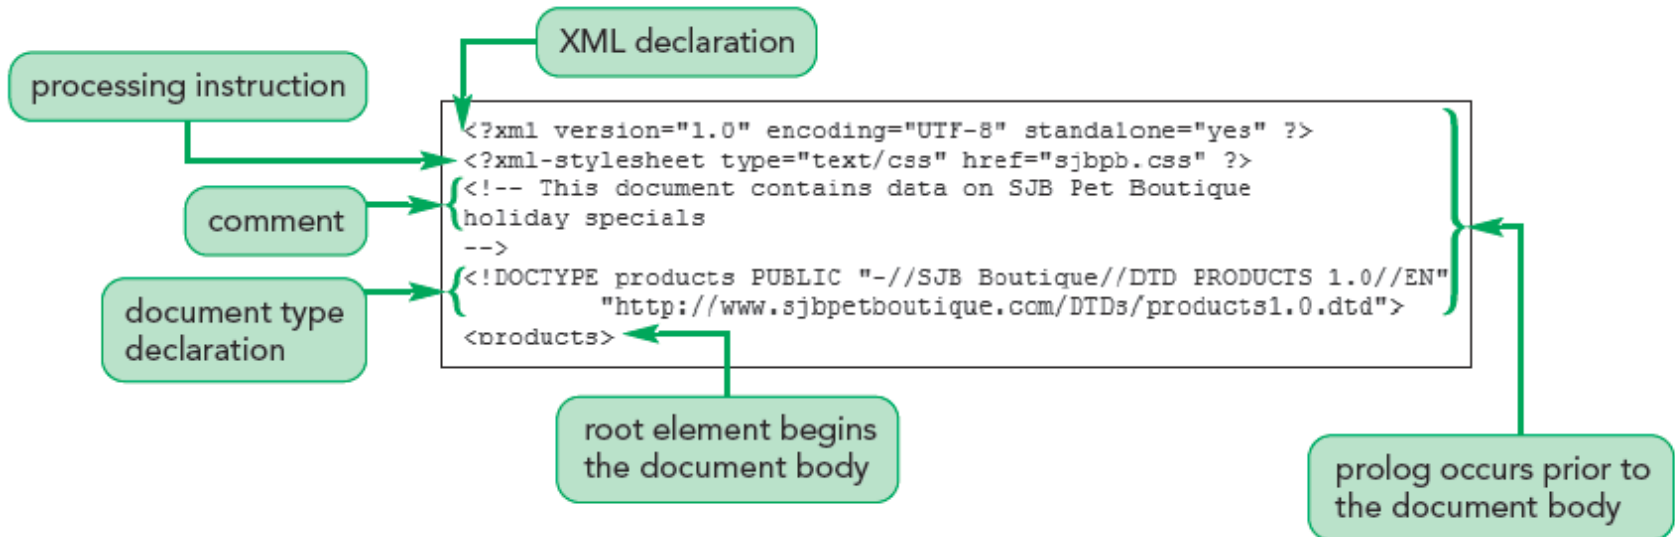 XML declaration
processing instruction
<?xml version="1.0" encoding="UTF-8" standalone="yes" ?>
<?xml-stylesheet type="text/css" href="sjbpb.css" ?>
<!-- This document contains data on SJB Pet Boutique
holiday specials
-->
comment
<!DOCTYPE products PUBLIC "-//SJB Boutique//DTD PRODUCTS 1.0//EN"
"http://www.sjbpetboutique.com/DTDs/products1.0.dtd">
<products>
document type
declaration
root element begins
the document body
prolog occurs prior to
the document body